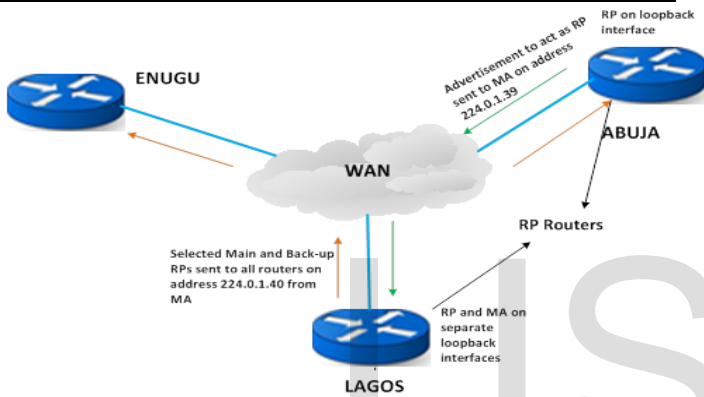 RP on loopback
interface
Advertisement to act as RP
sent to MA on address
224.0.1.39
ENUGU
ABUJA
WAN
RP Routers
Selected Main and Back-up
RPs sent to all routers on
address 224.0.1.40 from
MA
RP and MA on
separate
loopback
interfaces
LAGOS
IJS